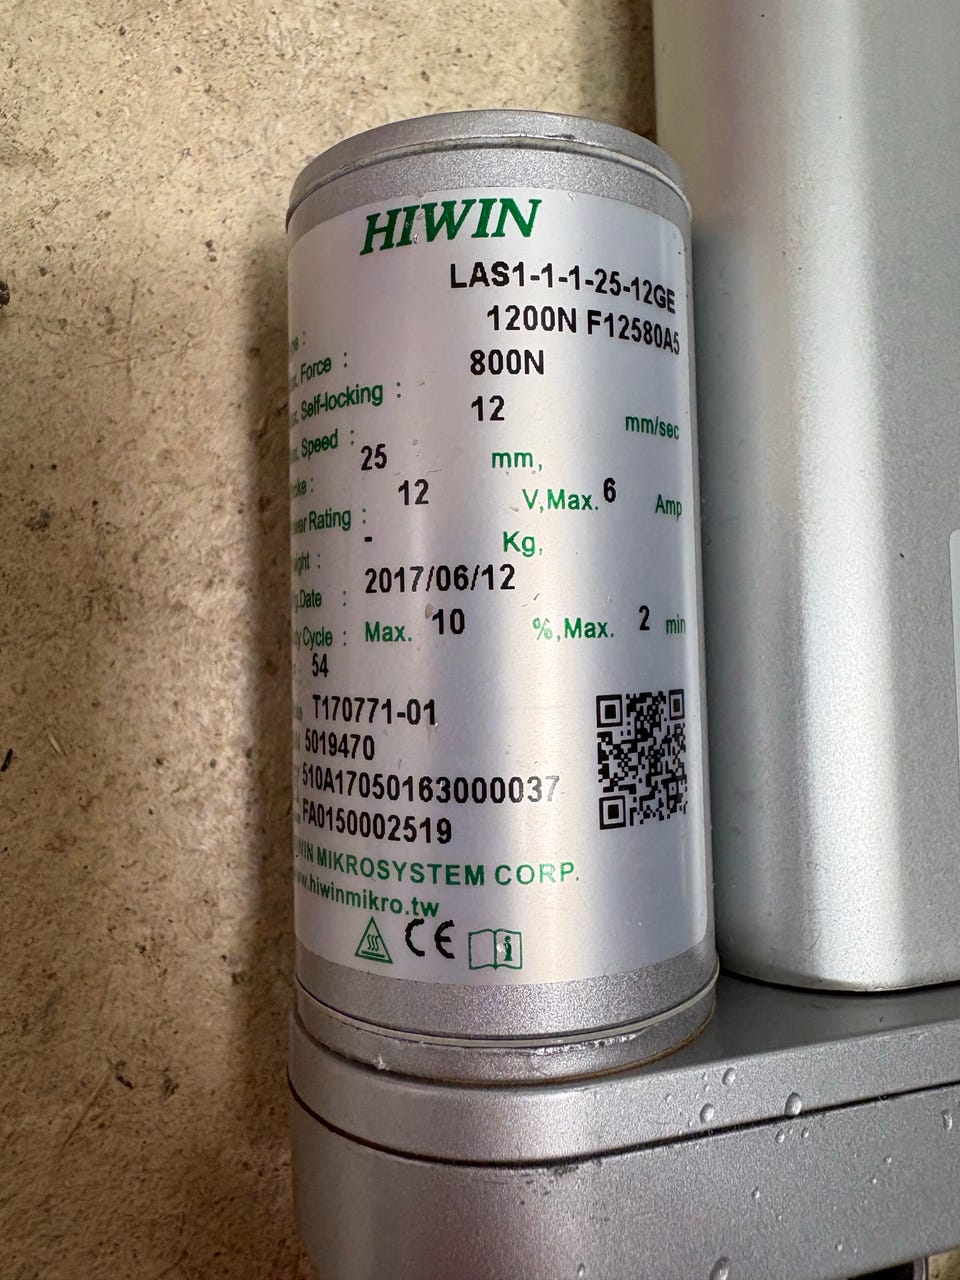 HIWIN
LAS1-1-1-25-12GE
1200N F12580A5
Force : 800N
Self-locking : 12 mm/sec
Speed : 25 mm,
: 12 V,Max. 6 Amp
Rating : - Kg,
: 2017/06/12
Date :
Cycle : Max. 10 %,Max. 2 min
54
T170771-01
5019470
510A17050163000037
FA0150002519
MIKROSYSTEM CORP.
.hiwinmikro.tw
CE